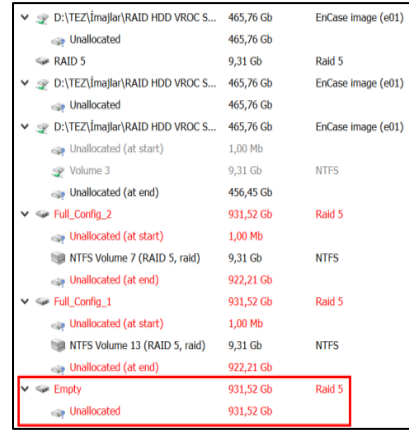 D:\TEZ\İmajlar\RAID HDD VROC S... 465,76 Gb EnCase image (e01)
Unallocated 465,76 Gb
RAID 5 9,31 Gb Raid 5
D:\TEZ\İmajlar\RAID HDD VROC S... 465,76 Gb EnCase image (e01)
Unallocated 465,76 Gb
D:\TEZ\İmajlar\RAID HDD VROC S... 465,76 Gb EnCase image (e01)
Unallocated (at start) 1,00 Mb
Volume 3 9,31 Gb NTFS
Unallocated (at end) 456,45 Gb
Full_Config_2 931,52 Gb Raid 5
Unallocated (at start) 1,00 Mb
NTFS Volume 7 (RAID 5, raid) 9,31 Gb NTFS
Unallocated (at end) 922,21 Gb
Full_Config_1 931,52 Gb Raid 5
Unallocated (at start) 1,00 Mb
NTFS Volume 13 (RAID 5, raid) 9,31 Gb NTFS
Unallocated (at end) 922,21 Gb
Empty 931,52 Gb Raid 5
Unallocated 931,52 Gb